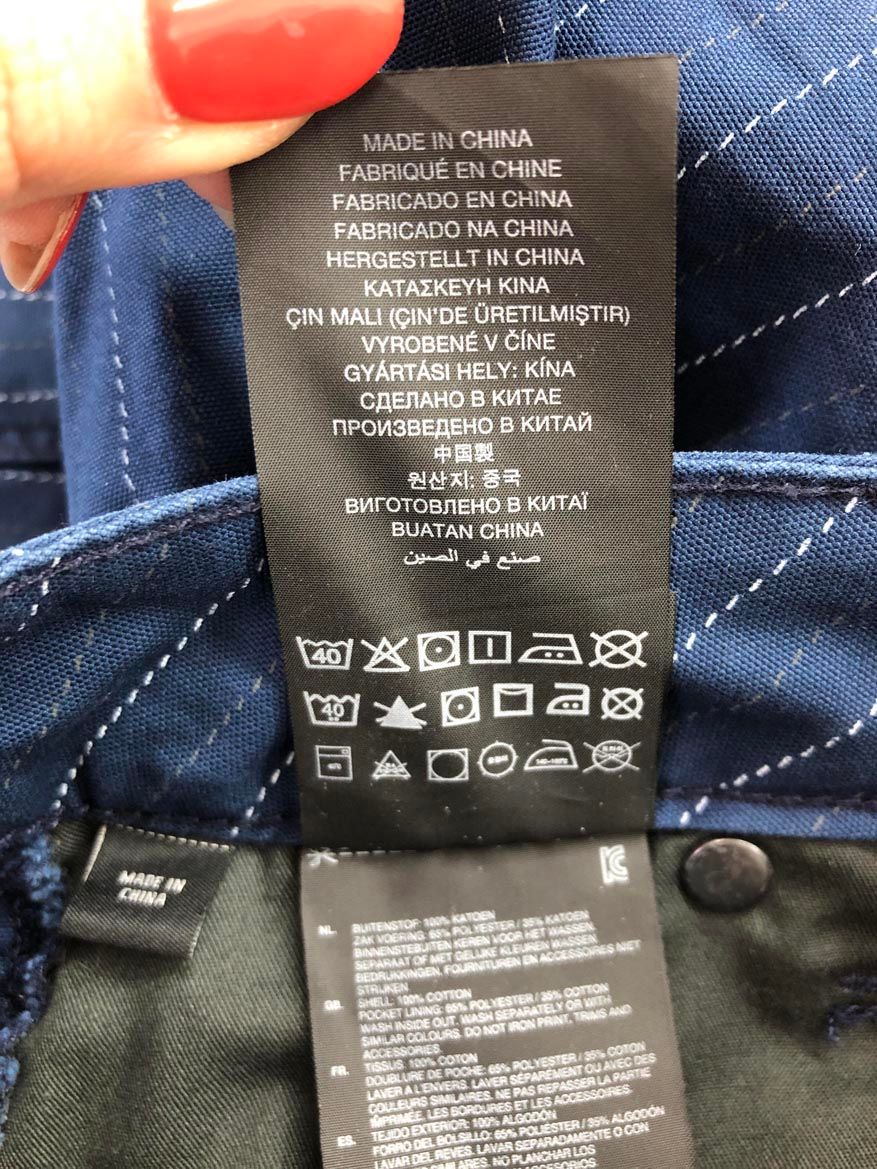 MADE IN CHINA
FABRIQUÉ EN CHINE
FABRICADO EN CHINA
FABRICADO NA CHINA
HERGESTELLT IN CHINA
ΚΑΤΑΣΚΕΥΗ ΚΙΝΑ
ÇIN MALI (ÇIN'DE ÜRETILMIŞTIR)
VYROBENÉ V ČÍNE
GYÁRTÁSI HELY: KÍNA
СДЕЛАНО В КИТАЕ
ПРОИЗВЕДЕНО В КИТАЙ
中国製
원산지: 중국
ВИГОТОВЛЕНО В КИТАЇ
BUATAN CHINA
صنع في الصين
40
40
MADE IN
CHINA
NL. BUITENSTOF 100% KATOEN
ZAK VOERING: 65% POLYESTER / 35% KATOEN
BINNENSTEBUITEN KEREN VOOR HET WASSEN.
SEPARAAT OF MET GELIJKE KLEUREN WASSEN.
BEDRUKKINGEN, FOURNITUREN EN ACCESSOIRES NIET
STRIJKEN
GB. SHELL: 100% COTTON
POCKET LINING: 65% POLYESTER / 35% COTTON
WASH INSIDE OUT. WASH SEPARATELY OR WITH
SIMILAR COLOURS. DO NOT IRON PRINT, TRIMS AND
ACCESSORIES.
FR. TISSUS: 100% COTON
DOUBLURE DE POCHE: 65% POLYESTER / 35% COTON
LAVER A L'ENVERS. LAVER SÉPARÉMENT OU AVEC DES
COULEURS SIMILAIRES. NE PAS REPASSER LA PARTIE
IMPRIMÉE, LES BORDURES ET LES ACCESSOIRES.
ES. TEJIDO EXTERIOR: 100% ALGODÓN
FORRO DEL BOLSILLO: 65% POLIÉSTER / 35% ALGODÓN
LAVAR DEL REVES. LAVAR SEPARADAMENTE O CON
SIMILARES. NO PLANCHAR LOS